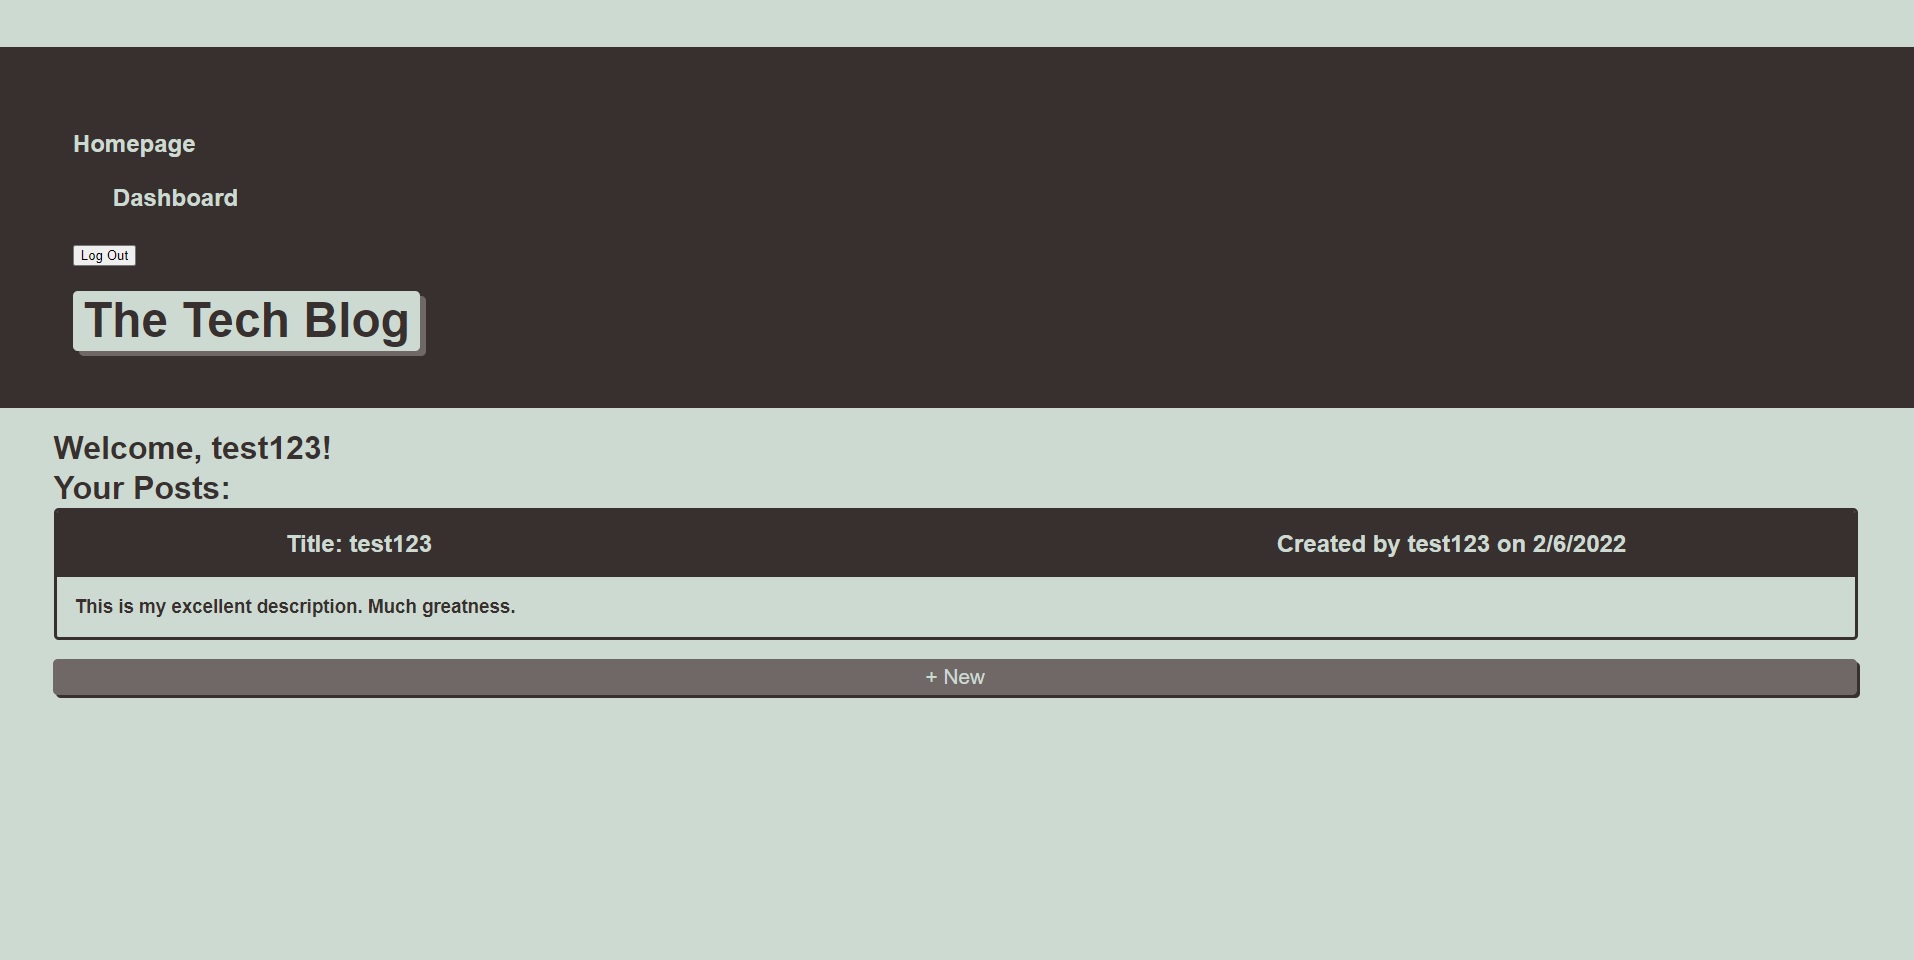 Homepage
Dashboard
Log Out
The Tech Blog
Welcome, test123!
Your Posts:
Title: test123
Created by test123 on 2/6/2022
This is my excellent description. Much greatness.
+ New